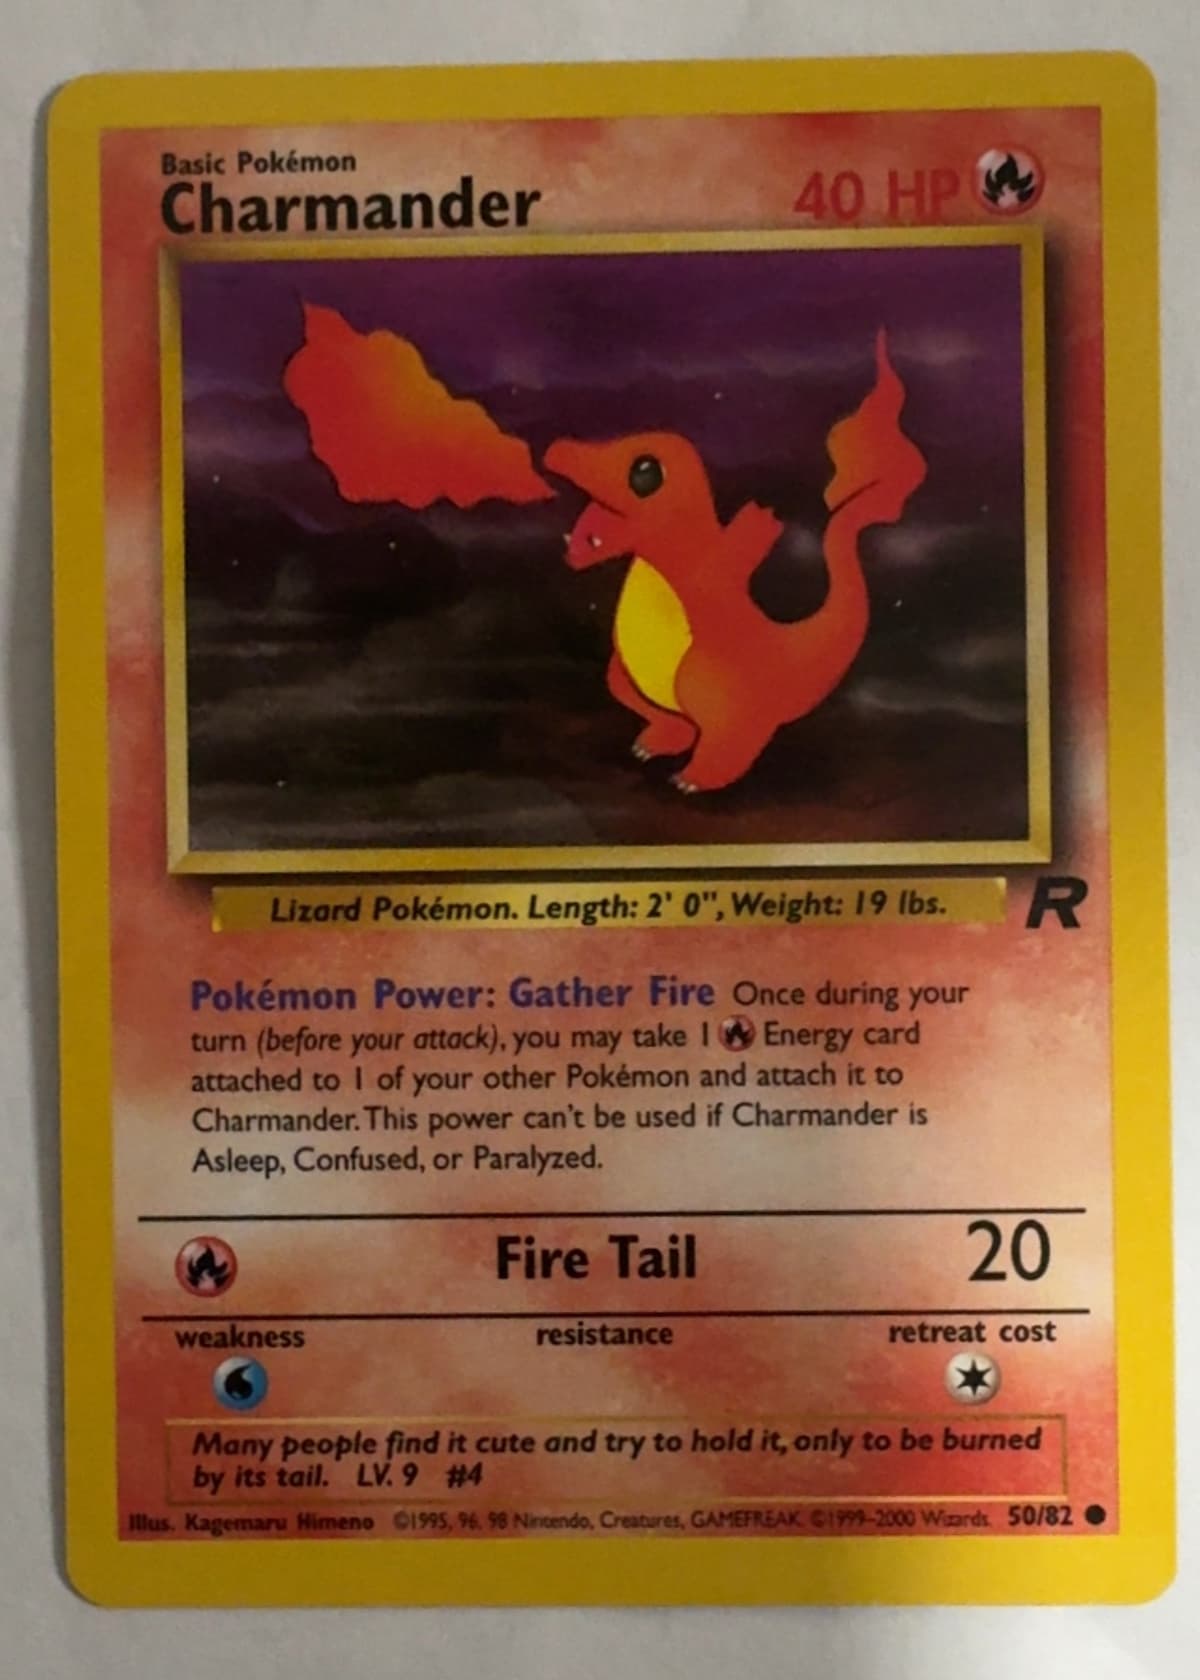 Basic Pokémon
Charmander
40 HP
Lizard Pokémon. Length: 2' 0", Weight: 19 lbs.
R
Pokémon Power: Gather Fire Once during your
turn (before your attack), you may take 1 Energy card
attached to 1 of your other Pokémon and attach it to
Charmander. This power can't be used if Charmander is
Asleep, Confused, or Paralyzed.
Fire Tail 20
weakness resistance retreat cost
Many people find it cute and try to hold it, only to be burned
by its tail. LV. 9 #4
Illus. Kagemaru Himeno ©1995, 96, 98 Nintendo, Creatures, GAMEFREAK. ©1999-2000 Wizards. 50/82